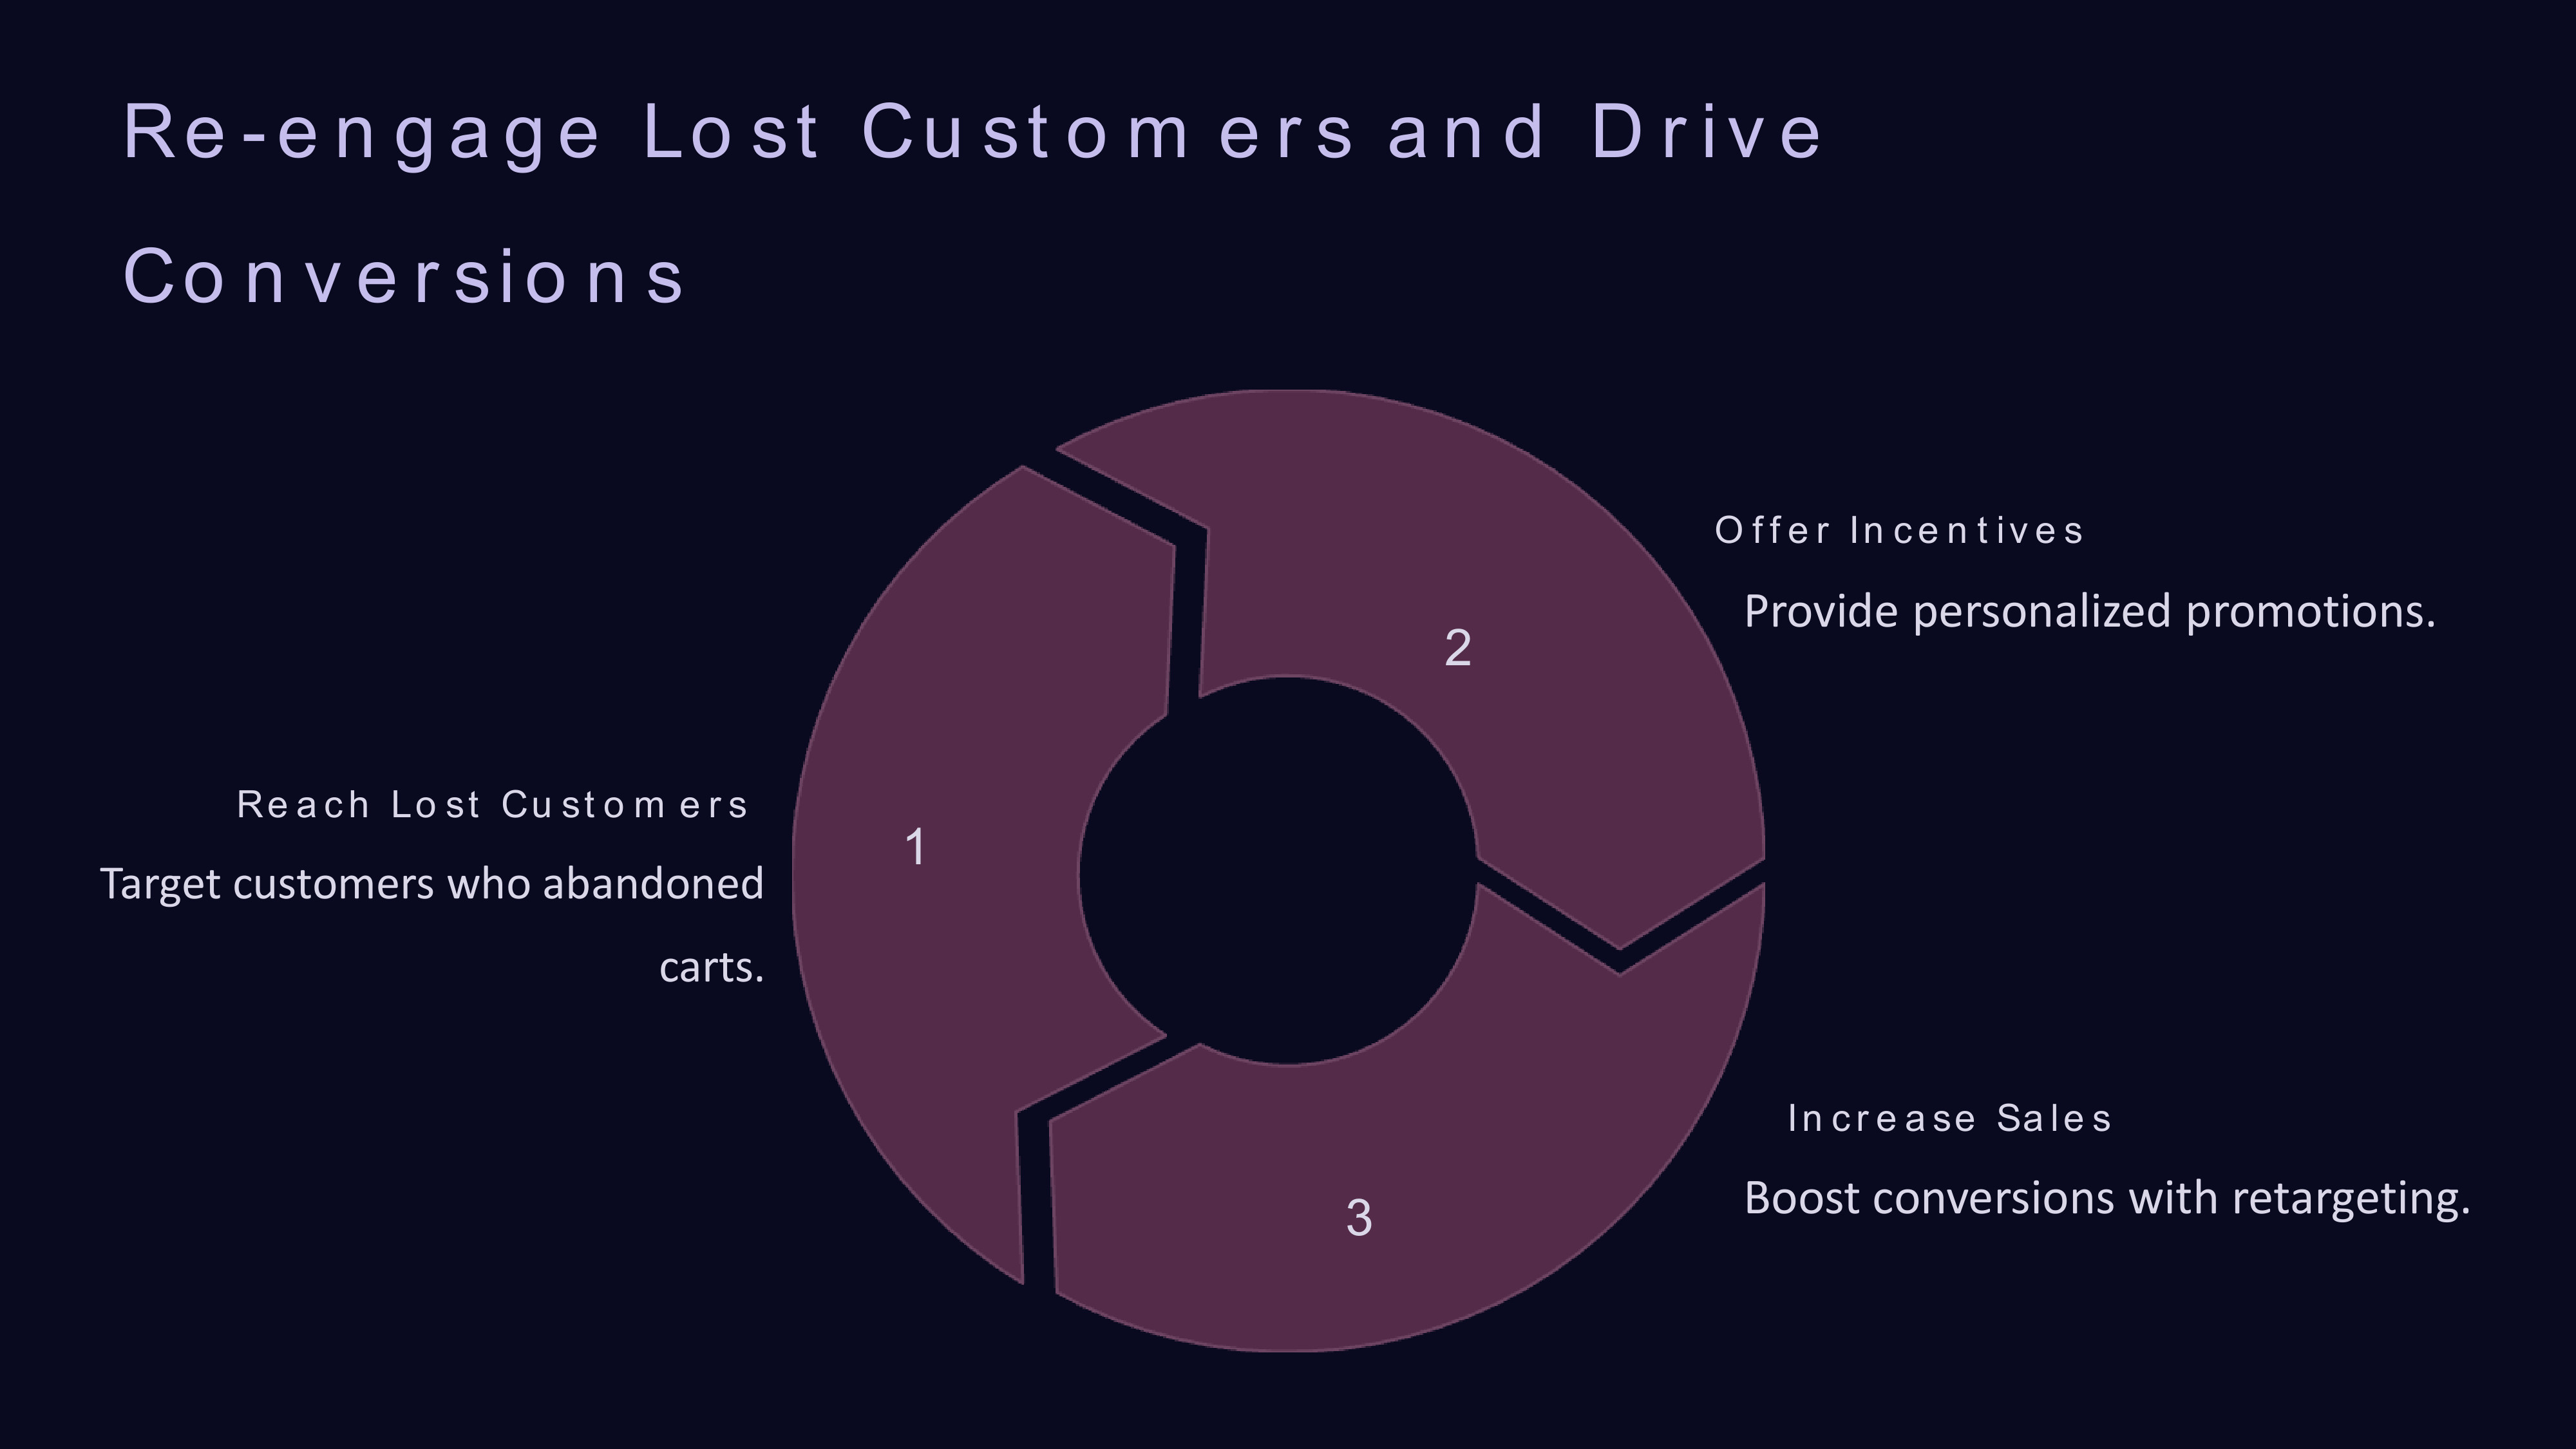 Re-engage Lost Customers and Drive
Conversions
Offer Incentives
Provide personalized promotions.
2
Reach Lost Customers
1
Target customers who abandoned
carts.
Increase Sales
Boost conversions with retargeting.
3